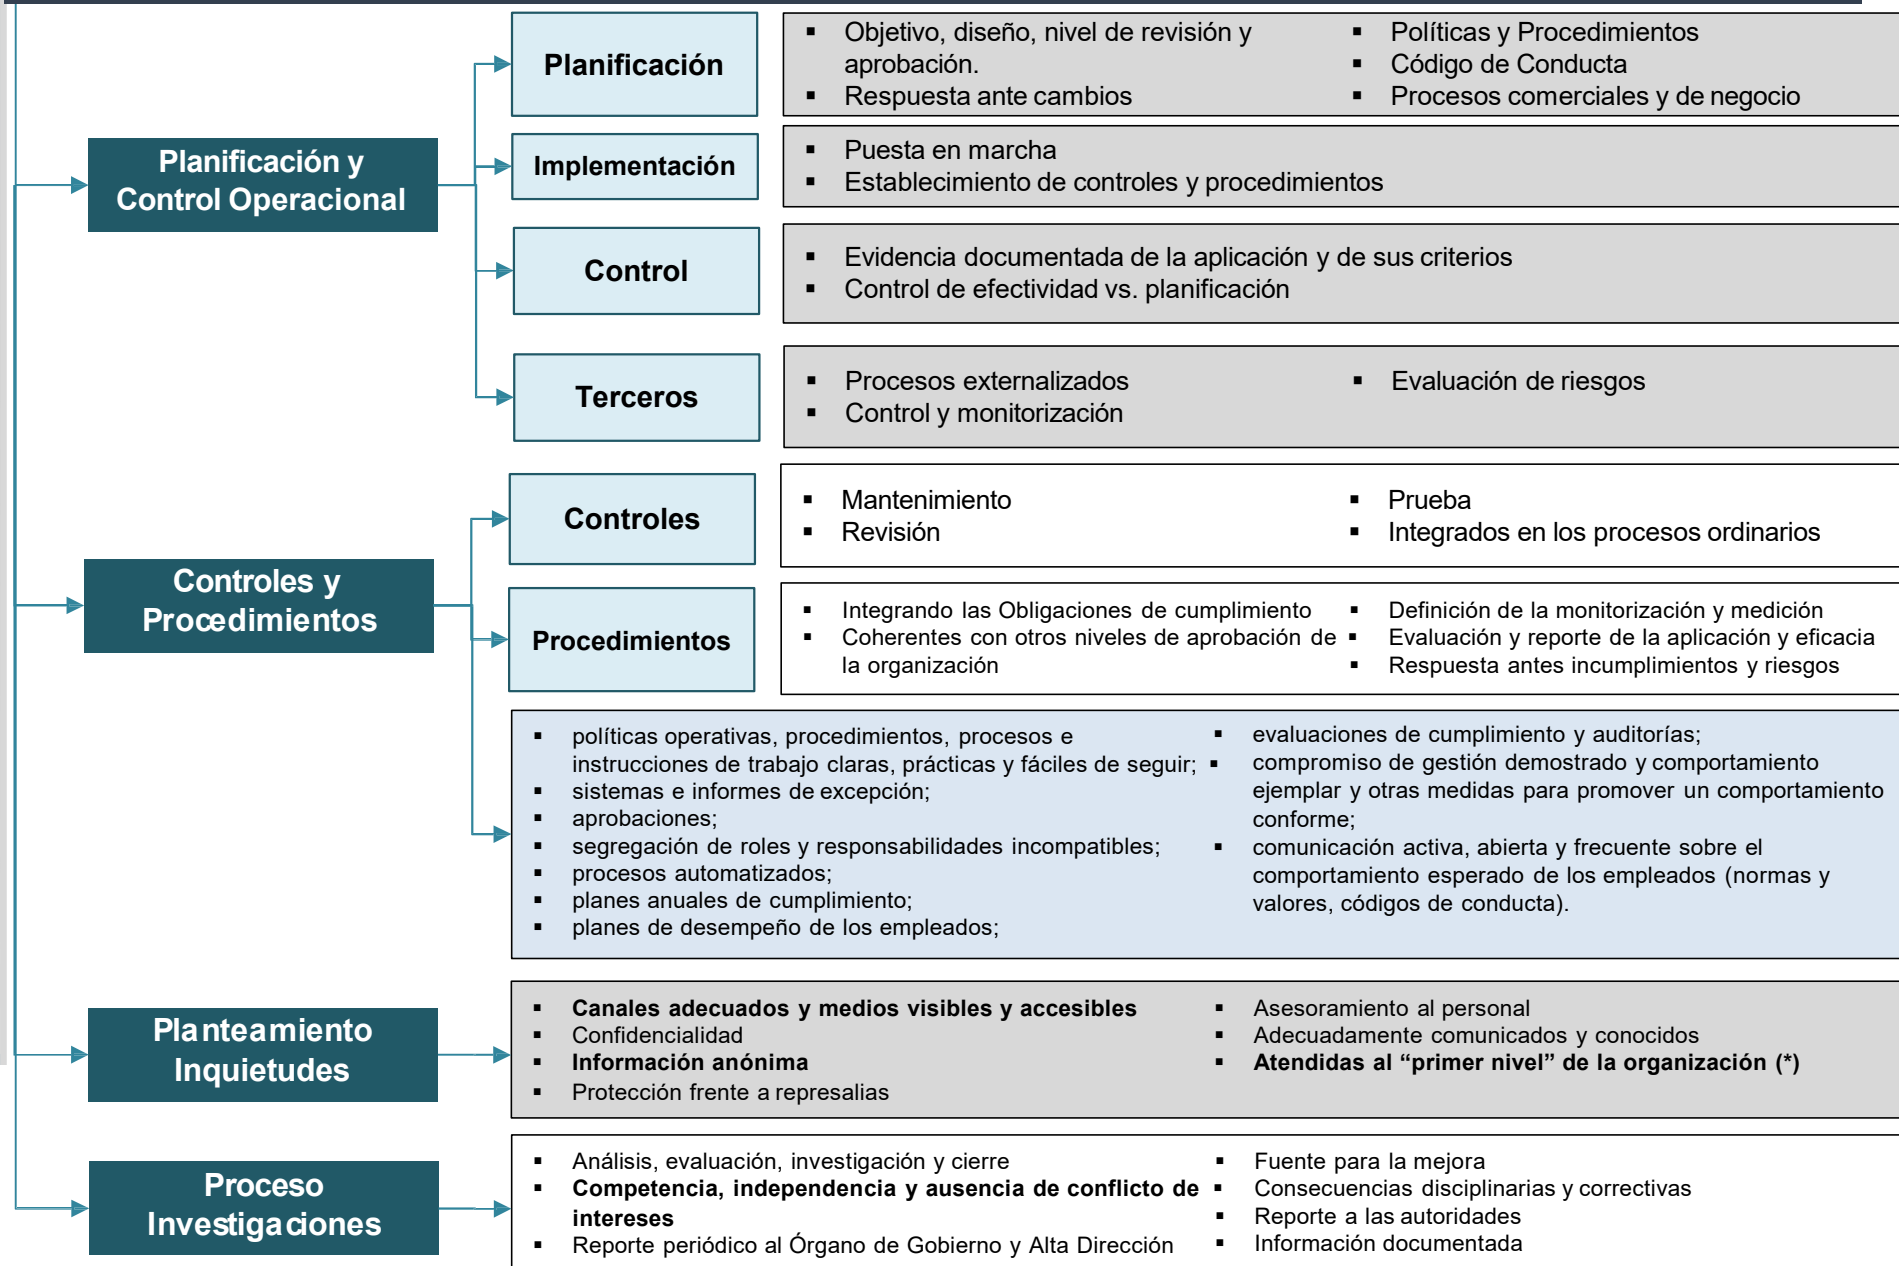 Planificación y
Control Operacional
Planificación
Objetivo, diseño, nivel de revisión y
aprobación.
Respuesta ante cambios
Políticas y Procedimientos
Código de Conducta
Procesos comerciales y de negocio
Implementación
Puesta en marcha
Establecimiento de controles y procedimientos
Control
Evidencia documentada de la aplicación y de sus criterios
Control de efectividad vs. planificación
Terceros
Procesos externalizados
Control y monitorización
Evaluación de riesgos
Controles y
Procedimientos
Controles
Mantenimiento
Revisión
Prueba
Integrados en los procesos ordinarios
Procedimientos
Integrando las Obligaciones de cumplimiento
Coherentes con otros niveles de aprobación de
la organización
Definición de la monitorización y medición
Evaluación y reporte de la aplicación y eficacia
Respuesta antes incumplimientos y riesgos
políticas operativas, procedimientos, procesos e
instrucciones de trabajo claras, prácticas y fáciles de seguir;
sistemas e informes de excepción;
aprobaciones;
segregación de roles y responsabilidades incompatibles;
procesos automatizados;
planes anuales de cumplimiento;
planes de desempeño de los empleados;
evaluaciones de cumplimiento y auditorías;
compromiso de gestión demostrado y comportamiento
ejemplar y otras medidas para promover un comportamiento
conforme;
comunicación activa, abierta y frecuente sobre el
comportamiento esperado de los empleados (normas y
valores, códigos de conducta).
Planteamiento
Inquietudes
Canales adecuados y medios visibles y accesibles
Confidencialidad
Información anónima
Protección frente a represalias
Asesoramiento al personal
Adecuadamente comunicados y conocidos
Atendidas al “primer nivel” de la organización (*)
Proceso
Investigaciones
Análisis, evaluación, investigación y cierre
Competencia, independencia y ausencia de conflicto de
intereses
Reporte periódico al Órgano de Gobierno y Alta Dirección
Fuente para la mejora
Consecuencias disciplinarias y correctivas
Reporte a las autoridades
Información documentada